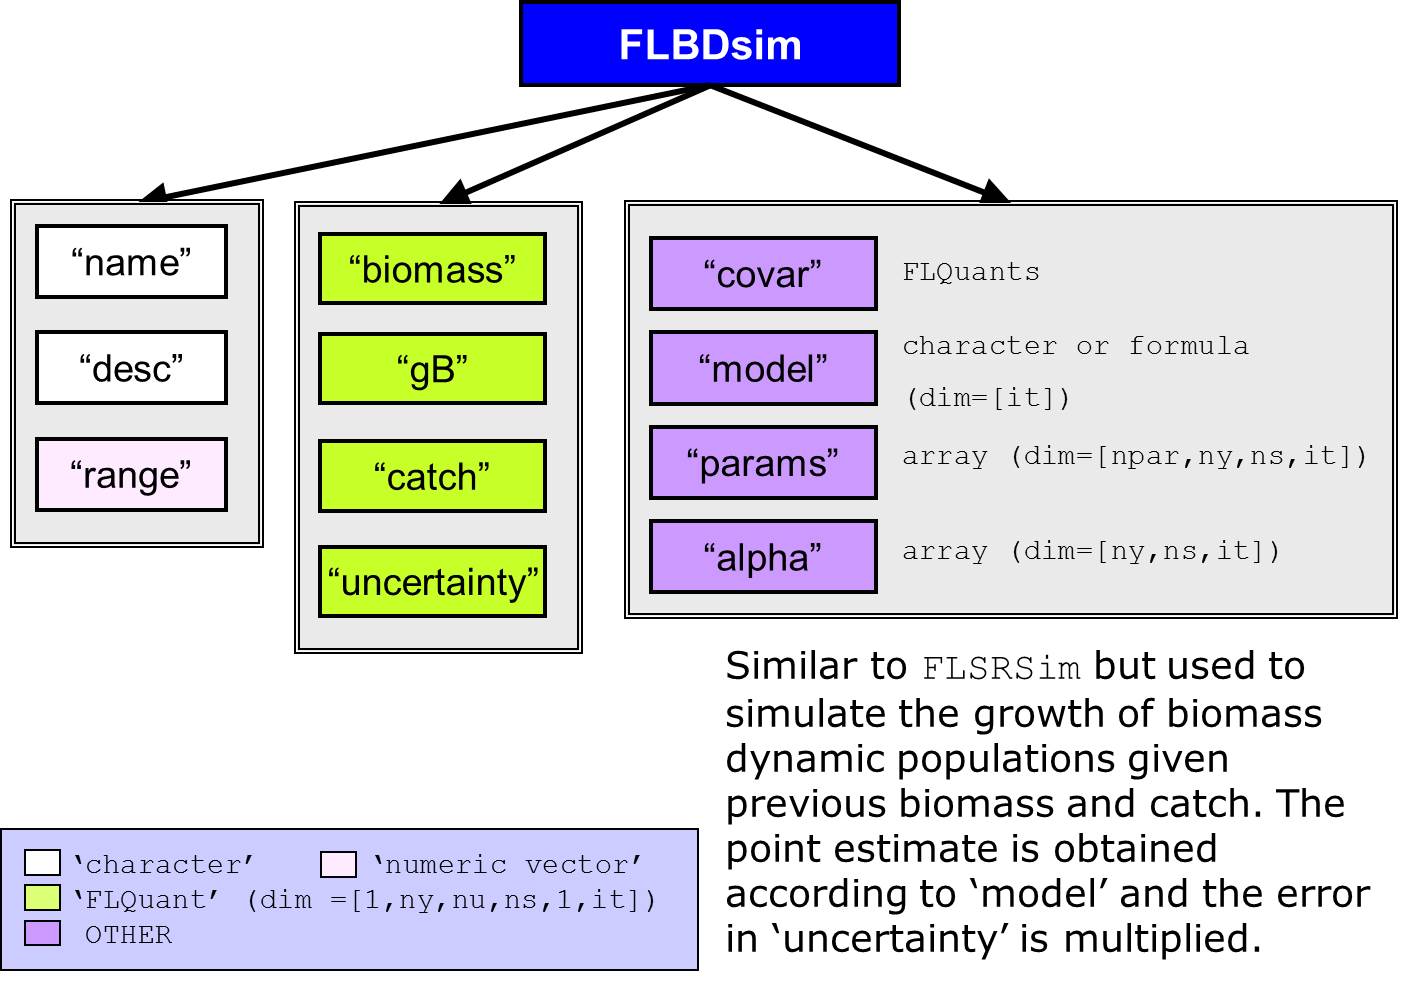 FLBDsim
“name”
“desc”
“range”
“biomass”
“gB”
“catch”
“uncertainty”
“covar” FLQuants
“model” character or formula
(dim=[it])
“params” array (dim=[npar,ny,ns,it])
“alpha” array (dim=[ny,ns,it])
Similar to FLSRSim but used to
simulate the growth of biomass
dynamic populations given
previous biomass and catch. The
point estimate is obtained
according to ‘model’ and the error
in ‘uncertainty’ is multiplied.
‘character’ ‘numeric vector’
‘FLQuant’ (dim =[1,ny,nu,ns,1,it])
OTHER